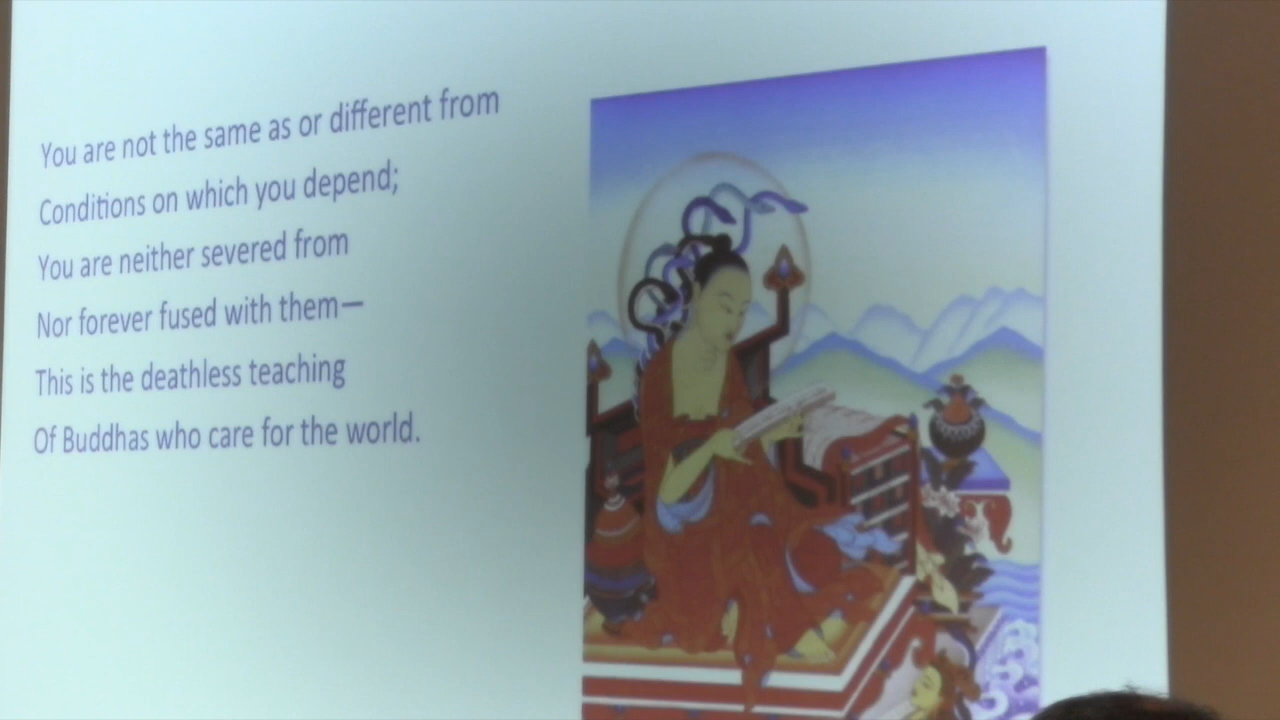 You are not the same as or different from
Conditions on which you depend;
You are neither severed from
Nor forever fused with them—
This is the deathless teaching
Of Buddhas who care for the world.